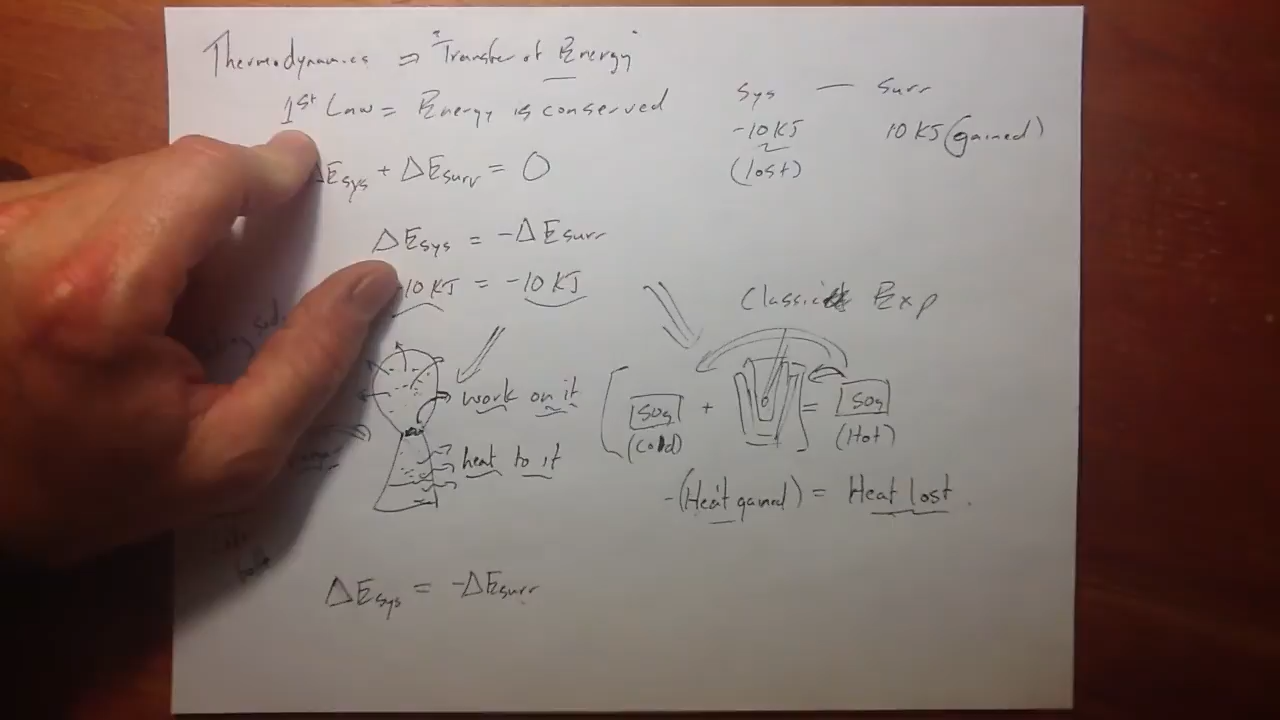 Thermodynamics ⇒ "Transfer of Energy"
1st Law = Energy is conserved
ΔEsys + ΔEsurr = 0
ΔEsys = -ΔEsurr
-10 KJ = -10 KJ
sys — surr
-10 KJ 10 KJ (gained)
(lost)
work on it
heat to it
Classic Exp
50g + = 50g
(cold) (Hot)
-(Heat gained) = Heat lost.
ΔEsys = -ΔEsurr